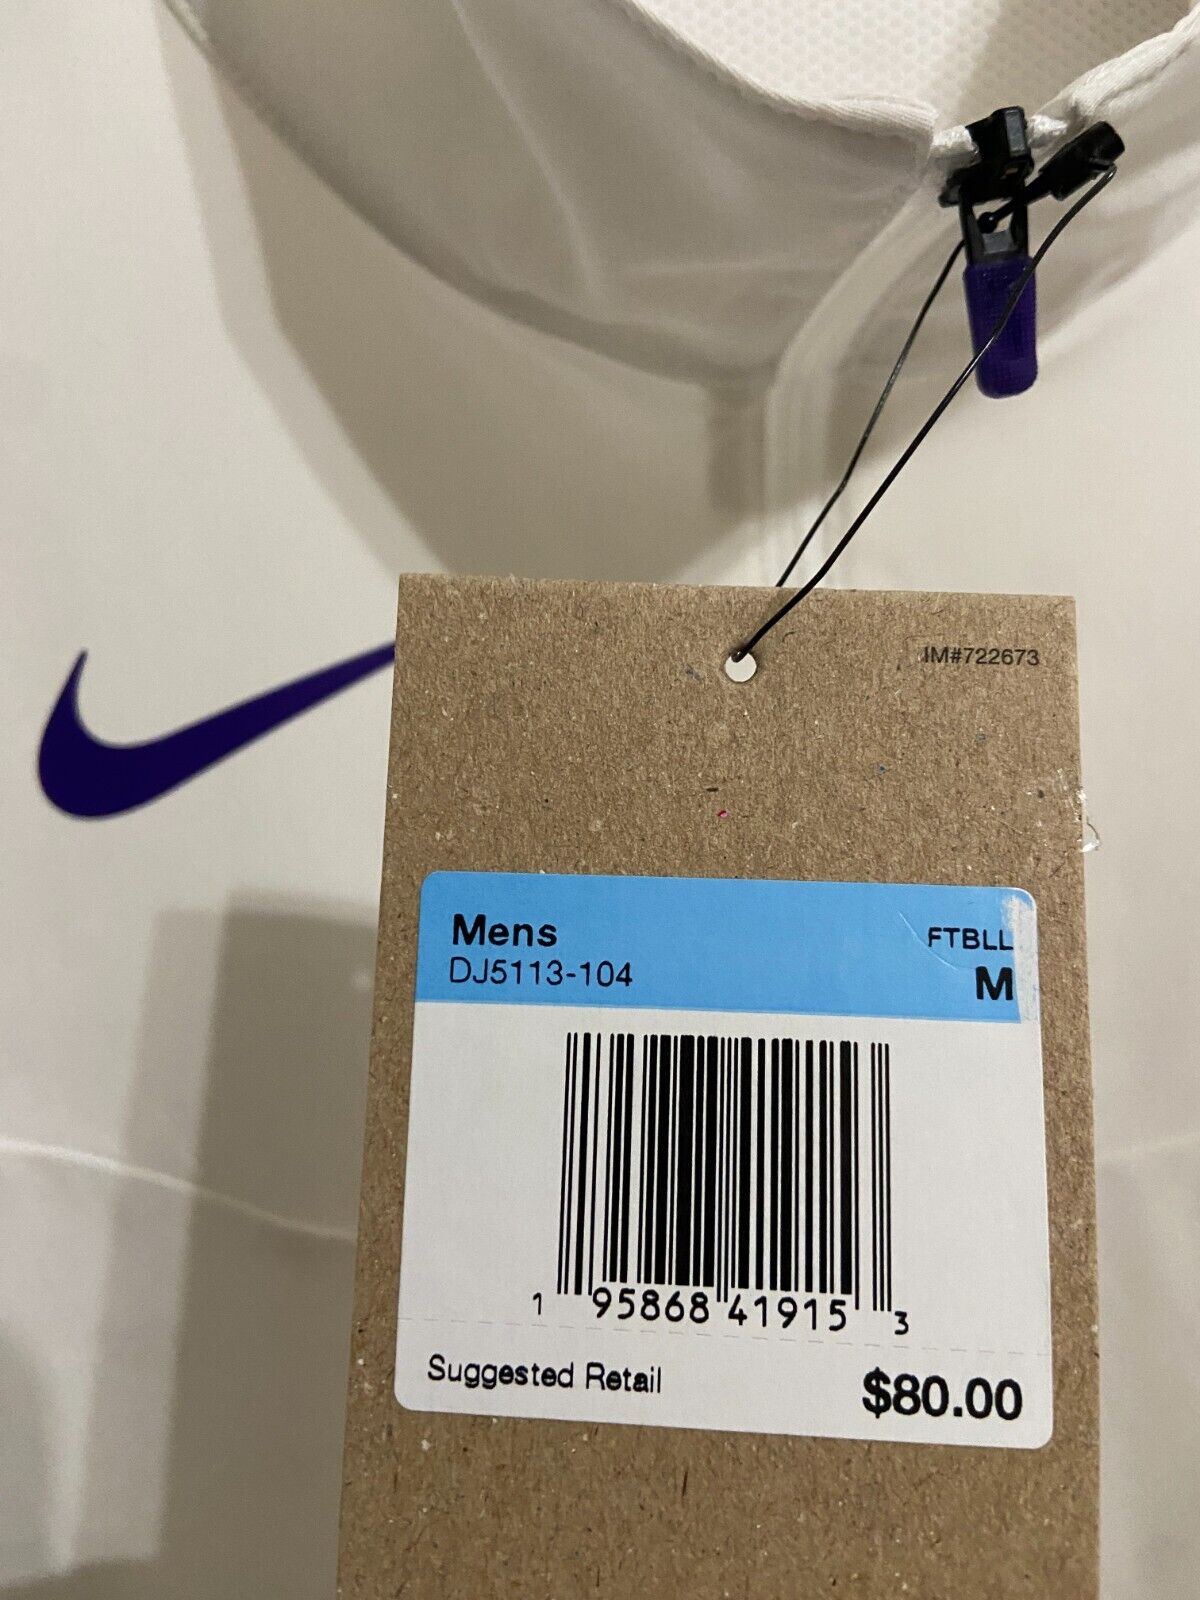 IM#722673
Mens
FTBLL
DJ5113-104
M
1 95868 41915 3
Suggested Retail
$80.00